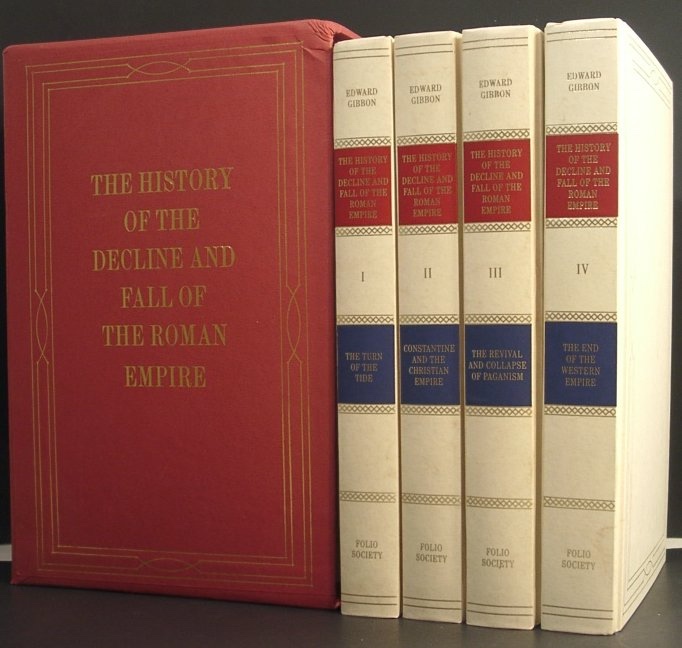 THE HISTORY
OF THE
DECLINE AND
FALL OF
THE ROMAN
EMPIRE
EDWARD
GIBBON
THE HISTORY
OF THE
DECLINE AND
FALL OF THE
ROMAN
EMPIRE
I
THE TURN
OF THE
TIDE
FOLIO
SOCIETY
EDWARD
GIBBON
THE HISTORY
OF THE
DECLINE AND
FALL OF THE
ROMAN
EMPIRE
II
CONSTANTINE
AND THE
CHRISTIAN
EMPIRE
FOLIO
SOCIETY
EDWARD
GIBBON
THE HISTORY
OF THE
DECLINE AND
FALL OF THE
ROMAN
EMPIRE
III
THE REVIVAL
AND COLLAPSE
OF PAGANISM
FOLIO
SOCIETY
EDWARD
GIBBON
THE HISTORY
OF THE
DECLINE AND
FALL OF THE
ROMAN
EMPIRE
IV
THE END
OF THE
WESTERN
EMPIRE
FOLIO
SOCIETY